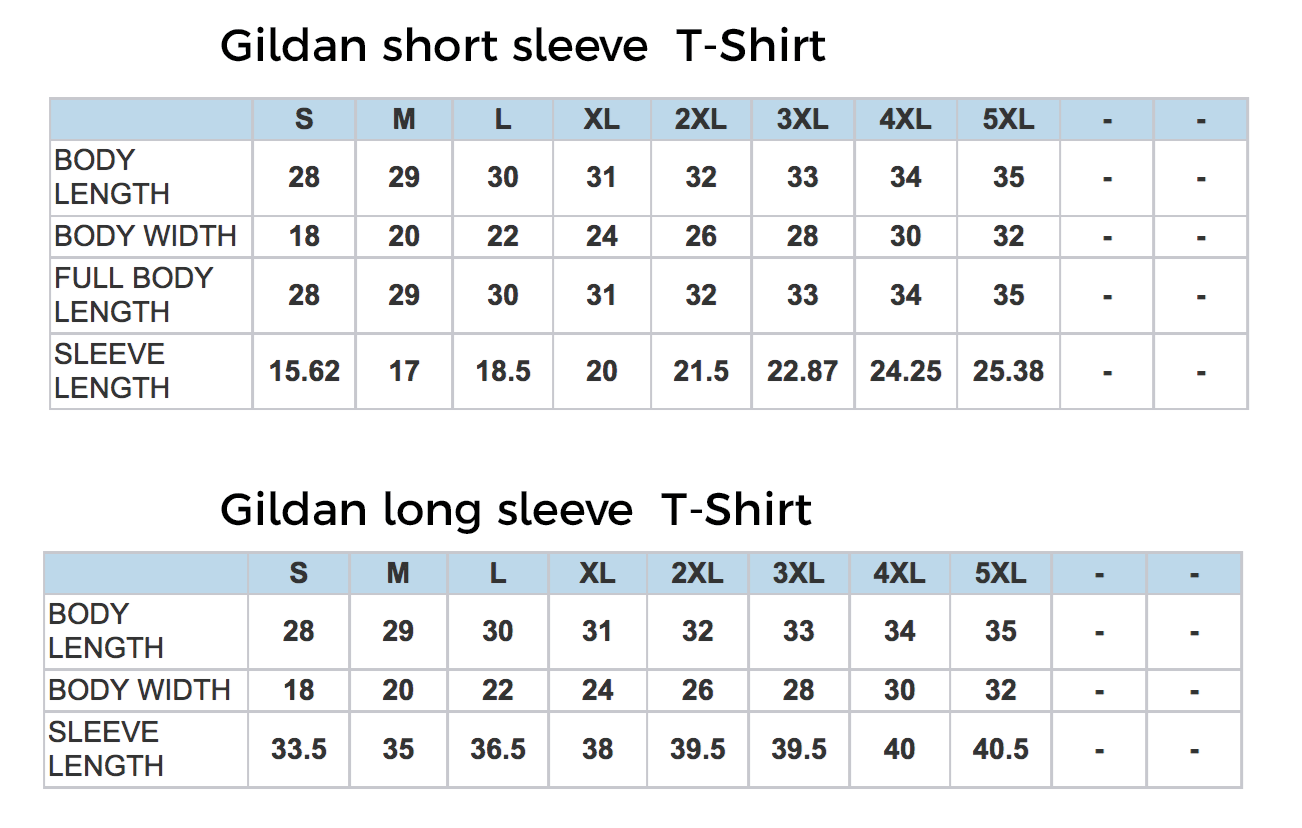 Gildan short sleeve  T-Shirt
S M L XL 2XL 3XL 4XL 5XL - -
BODY
LENGTH 28 29 30 31 32 33 34 35 - -
BODY WIDTH 18 20 22 24 26 28 30 32 - -
FULL BODY
LENGTH 28 29 30 31 32 33 34 35 - -
SLEEVE
LENGTH 15.62 17 18.5 20 21.5 22.87 24.25 25.38 - -
Gildan long sleeve  T-Shirt
S M L XL 2XL 3XL 4XL 5XL - -
BODY
LENGTH 28 29 30 31 32 33 34 35 - -
BODY WIDTH 18 20 22 24 26 28 30 32 - -
SLEEVE
LENGTH 33.5 35 36.5 38 39.5 39.5 40 40.5 - -